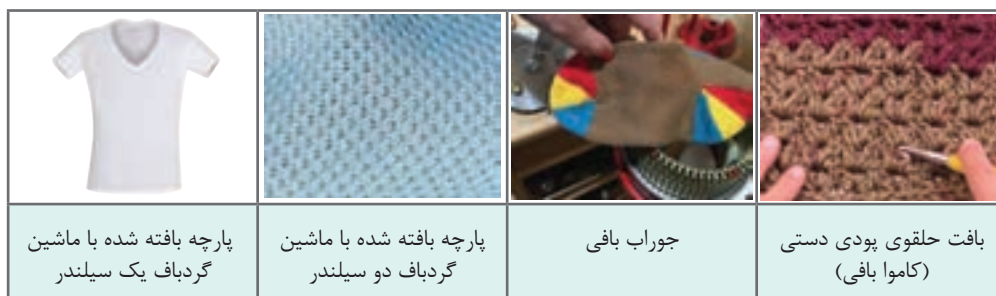 بافت حلقوی پودی دستی
(کاموا بافی)
جوراب بافی
پارچه بافته شده با ماشین
گردباف دو سیلندر
پارچه بافته شده با ماشین
گردباف یک سیلندر